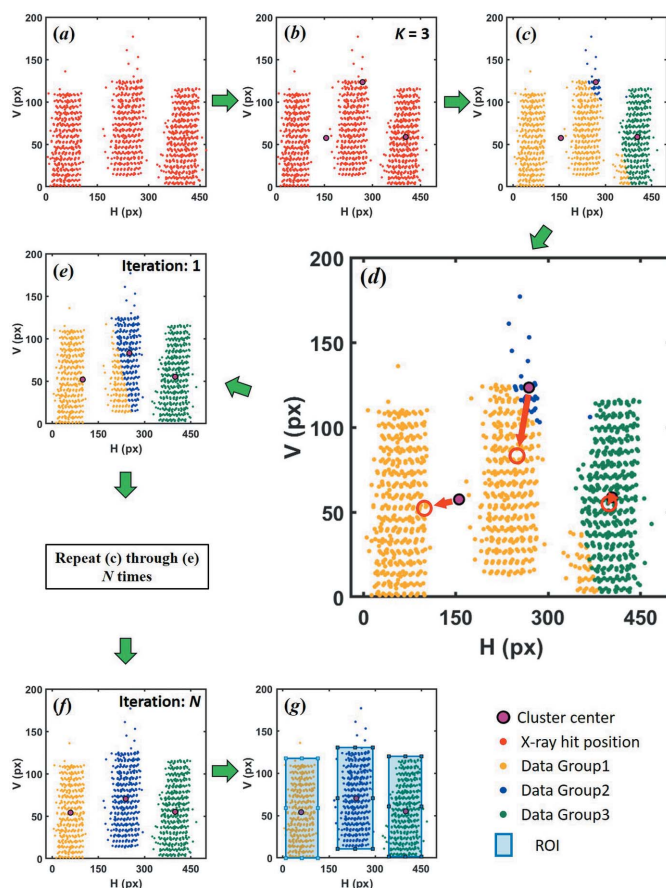 (a)
200
150
100
50
0
V (px)
0 150 300 450
H (px)
(b)
K = 3
200
150
100
50
0
0 150 300 450
H (px)
(c)
200
150
100
50
0
0 150 300 450
H (px)
(e)
Iteration: 1
200
150
100
50
0
V (px)
0 150 300 450
H (px)
(d)
200
150
100
50
0
V (px)
0 150 300 450
H (px)
Repeat (c) through (e)
N times
(f)
Iteration: N
200
150
100
50
0
V (px)
0 150 300 450
H (px)
(g)
200
150
100
50
0
0 150 300 450
H (px)
Cluster center
X-ray hit position
Data Group1
Data Group2
Data Group3
ROI